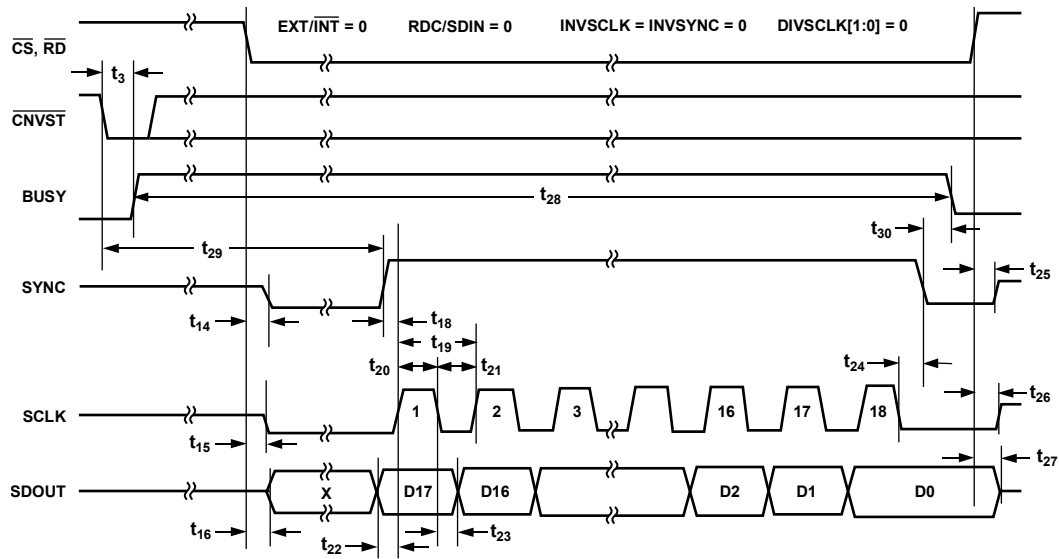 EXT/INT = 0 RDC/SDIN = 0 INVSCLK = INVSYNC = 0 DIVSCLK[1:0] = 0
CS, RD
t3
CNVST
BUSY
t28
t30
t29
t25
SYNC
t14
t18
t19
t20
t21
t24
t26
SCLK
1 2 3 16 17 18
t15
t27
SDOUT
X D17 D16 D2 D1 D0
t16
t22
t23